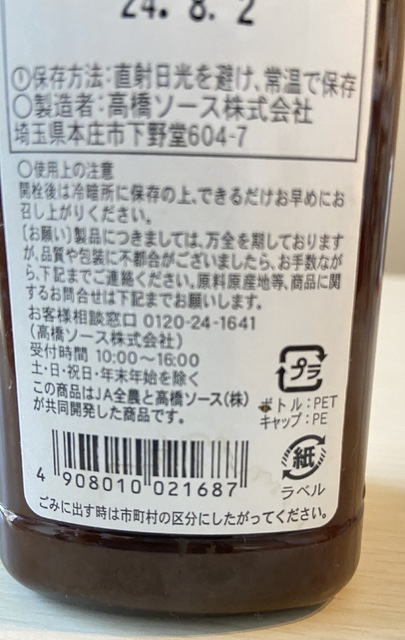 24. 8. 2
①保存方法:直射日光を避け、常温で保存
○製造者:高橋ソース株式会社
埼玉県本庄市下野堂604-7
○使用上の注意
開栓後は冷暗所に保存の上、できるだけお早めにお
召し上がりください。
〔お願い〕製品につきましては、万全を期しております
が、品質や包装に不都合がございましたら、お手数なが
ら、下記までご連絡ください。原料原産地等、商品に関
するお問合せは下記までお願いします。
お客様相談窓口 0120-24-1641
(高橋ソース株式会社)
受付時間 10:00〜16:00
土・日・祝日・年末年始を除く
この商品はJA全農と高橋ソース(株)
が共同開発した商品です。
プラ
ボトル:PET
キャップ:PE
紙
ラベル
4 908010 021687
ごみに出す時は市町村の区分にしたがってください。